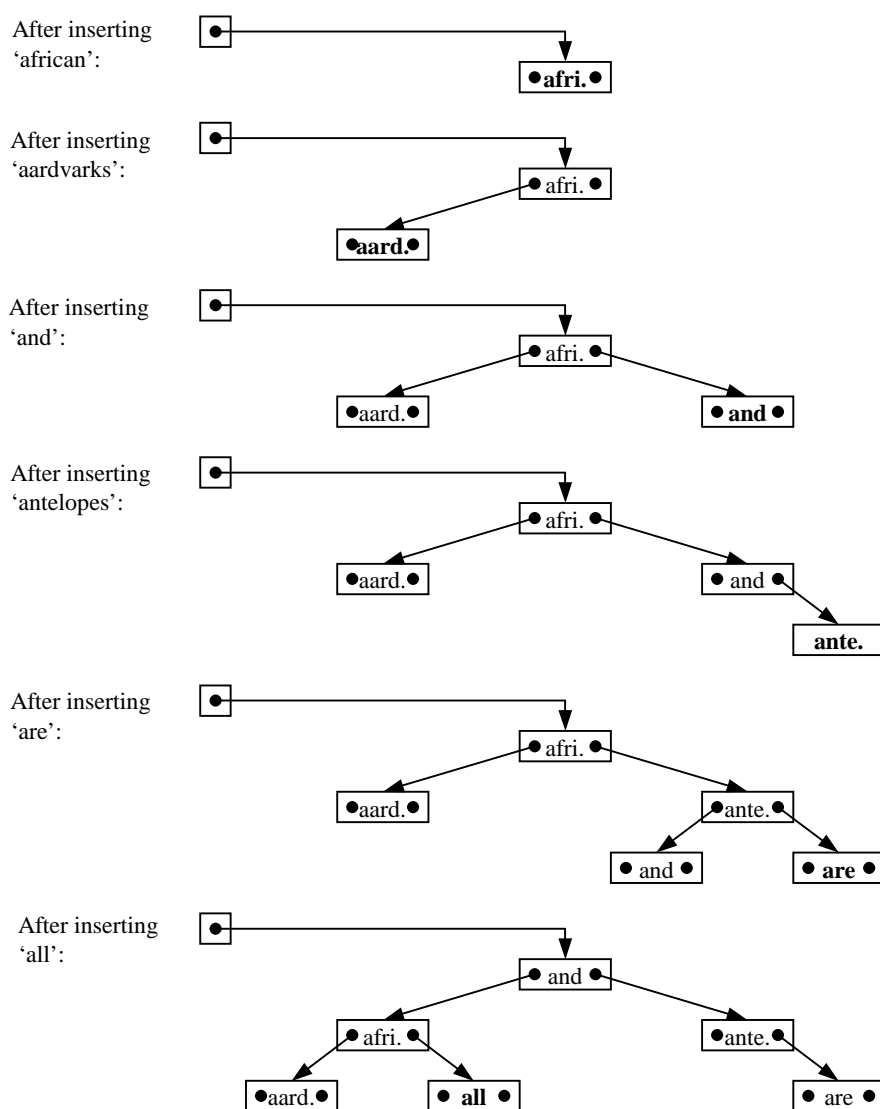 After inserting
‘african’:
afri.
After inserting
‘aardvarks’:
afri.
aard.
After inserting
‘and’:
afri.
aard. and
After inserting
‘antelopes’:
afri.
aard. and
ante.
After inserting
‘are’:
afri.
aard. ante.
and are
After inserting
‘all’:
and
afri. ante.
aard. all are